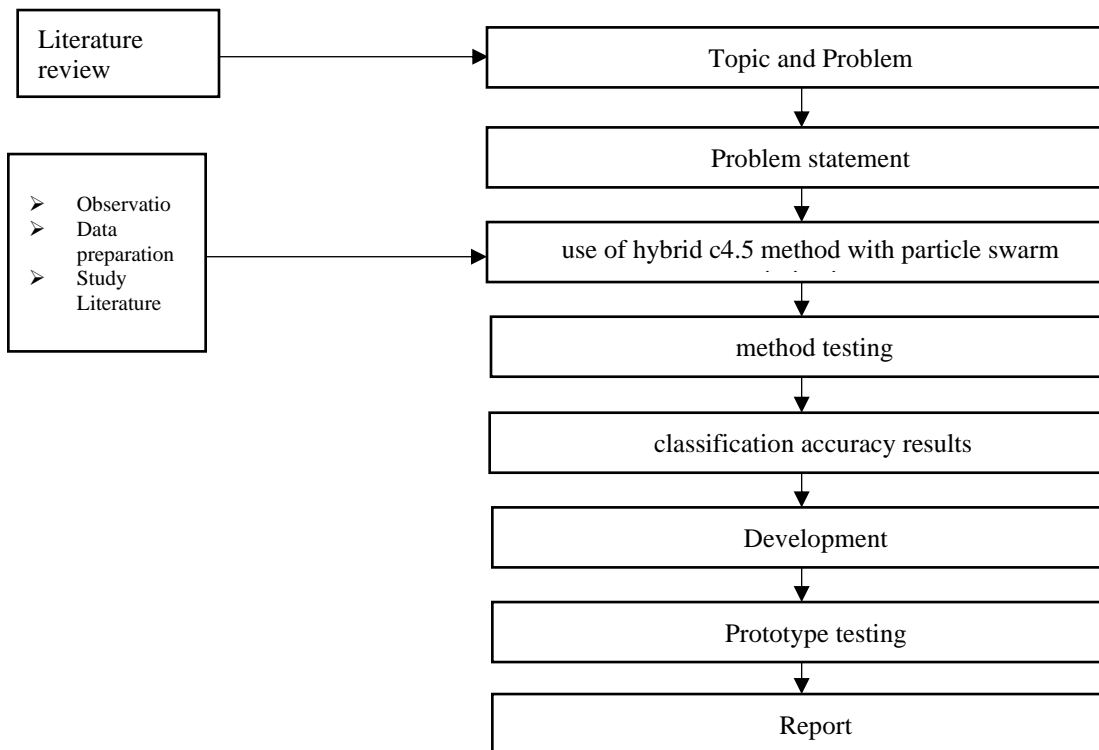 Literature
review
Topic and Problem
Problem statement
➢ Observatio
➢ Data
preparation
➢ Study
Literature
use of hybrid c4.5 method with particle swarm
method testing
classification accuracy results
Development
Prototype testing
Report